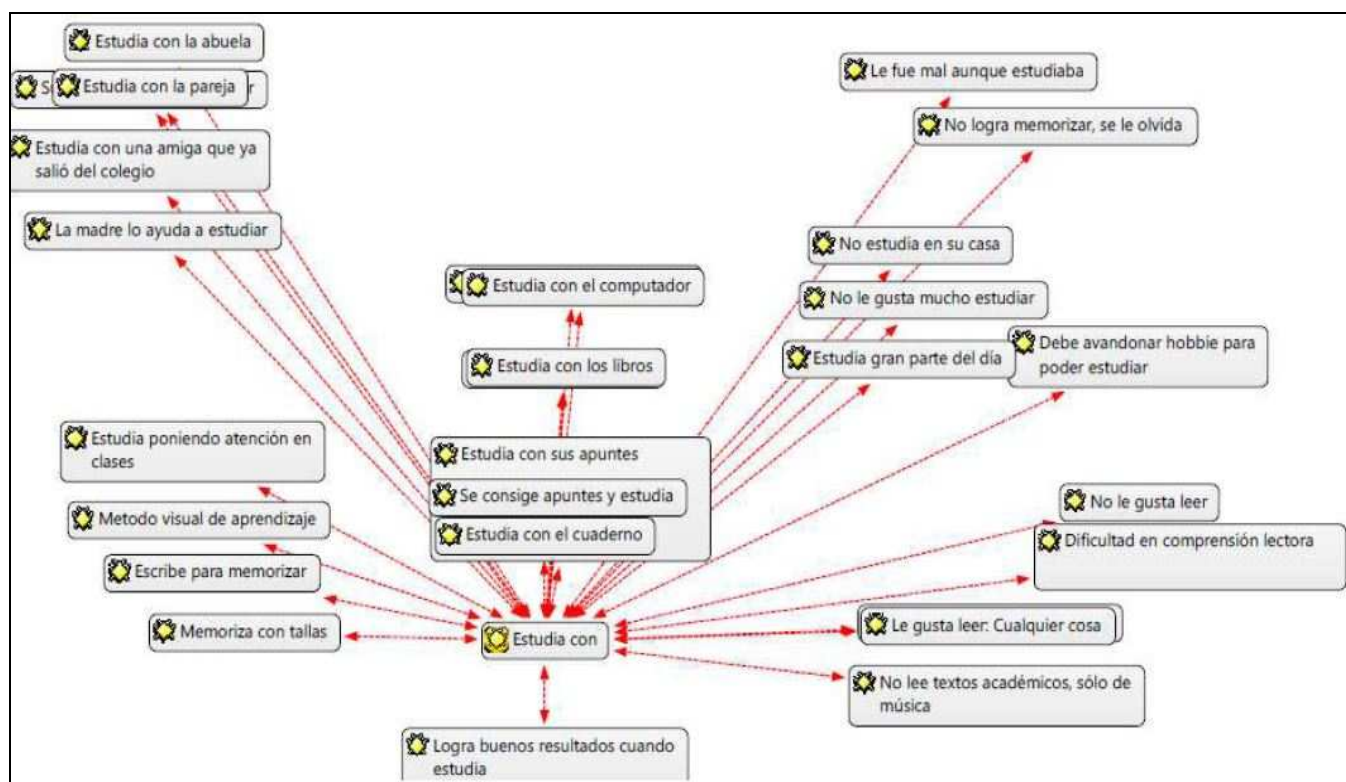 Estudia con la abuela
Estudia con la pareja
Estudia con una amiga que ya
salió del colegio
La madre lo ayuda a estudiar
Le fue mal aunque estudiaba
No logra memorizar, se le olvida
No estudia en su casa
Estudia con el computador
No le gusta mucho estudiar
Estudia con los libros
Estudia gran parte del día
Debe avandonar hobbie para
poder estudiar
Estudia poniendo atención en
clases
Metodo visual de aprendizaje
Escribe para memorizar
Memoriza con tallas
Estudia con sus apuntes
Se consige apuntes y estudia
Estudia con el cuaderno
No le gusta leer
Dificultad en comprensión lectora
Le gusta leer: Cualquier cosa
No lee textos académicos, sólo de
música
Estudia con
Logra buenos resultados cuando
estudia